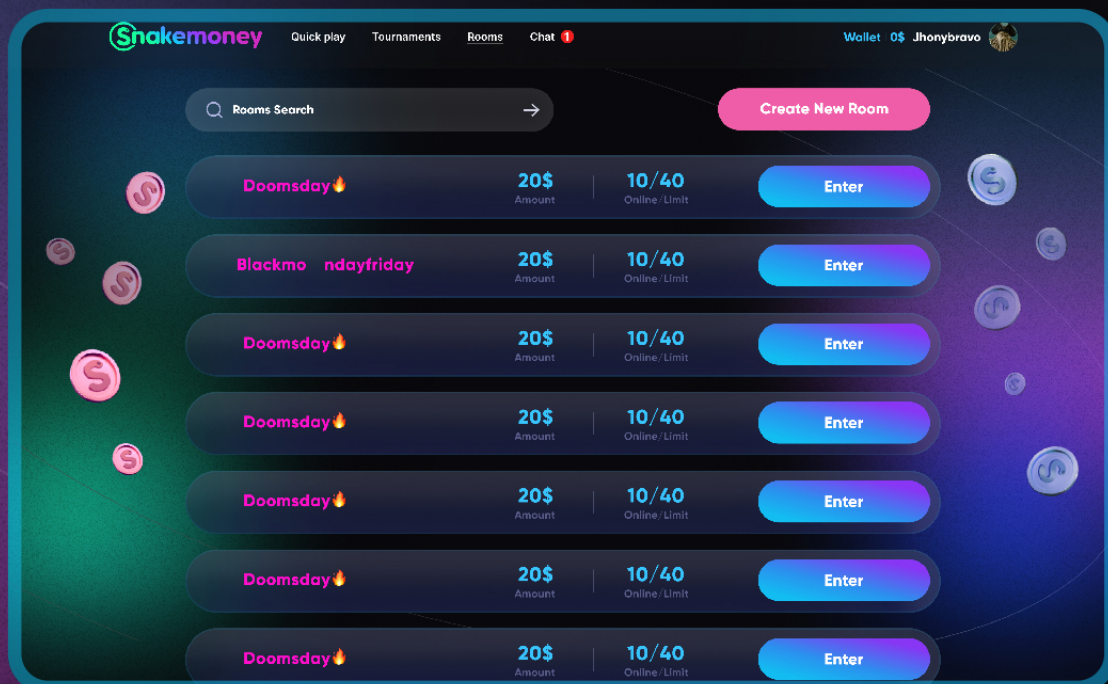 Snakemoney Quick play Tournaments Rooms Chat 1 Wallet 0$ Jhonybravo
Rooms Search Create New Room
Doomsday🔥 20$ 10/40 Enter
Amount Online/Limit
Blackmo ndayfriday 20$ 10/40 Enter
Amount Online/Limit
Doomsday🔥 20$ 10/40 Enter
Amount Online/Limit
Doomsday🔥 20$ 10/40 Enter
Amount Online/Limit
Doomsday🔥 20$ 10/40 Enter
Amount Online/Limit
Doomsday🔥 20$ 10/40 Enter
Amount Online/Limit
Doomsday🔥 20$ 10/40 Enter
Amount Online/Limit